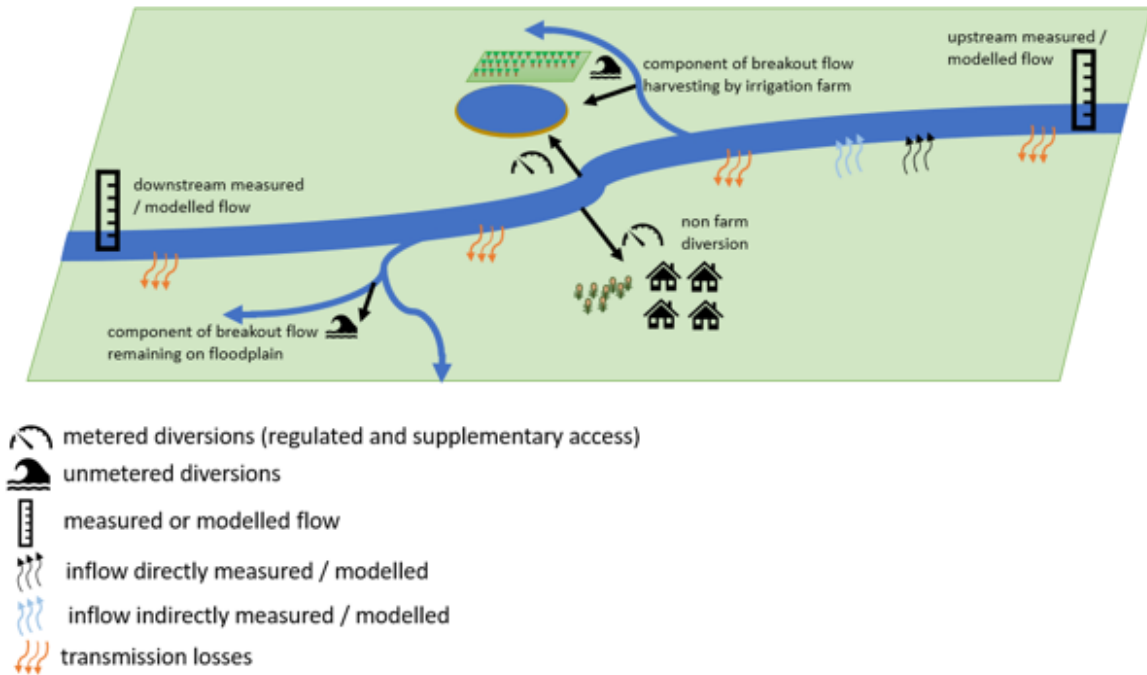 upstream measured /
modelled flow
component of breakout flow
harvesting by irrigation farm
downstream measured
/ modelled flow
non farm
diversion
component of breakout flow
remaining on floodplain
metered diversions (regulated and supplementary access)
unmetered diversions
measured or modelled flow
inflow directly measured / modelled
inflow indirectly measured / modelled
transmission losses